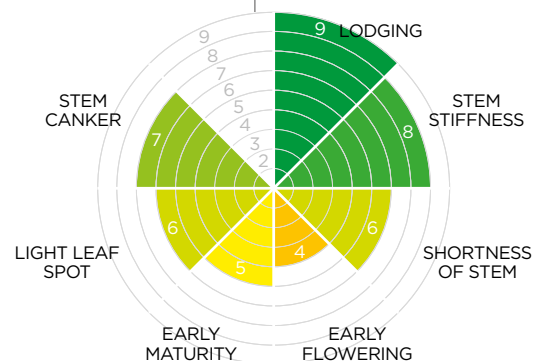 9
LODGING
9
8
7
6
5
4
3
2
STEM
CANKER
7
STEM
STIFFNESS
8
LIGHT LEAF
SPOT
6
5
4
6
SHORTNESS
OF STEM
EARLY
MATURITY
EARLY
FLOWERING